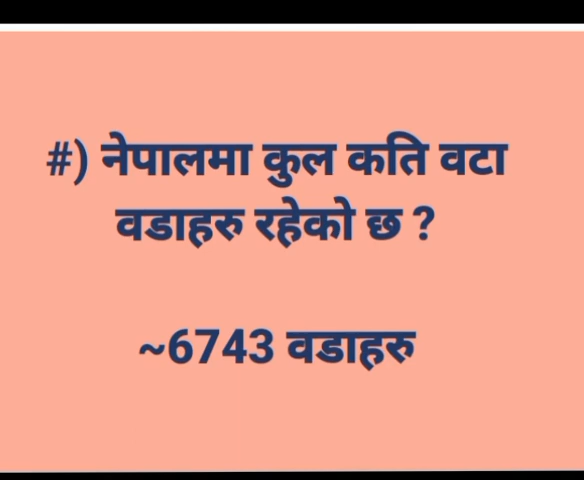 #) नेपालमा कुल कति वटा
वडाहरु रहेको छ ?
~6743 वडाहरु